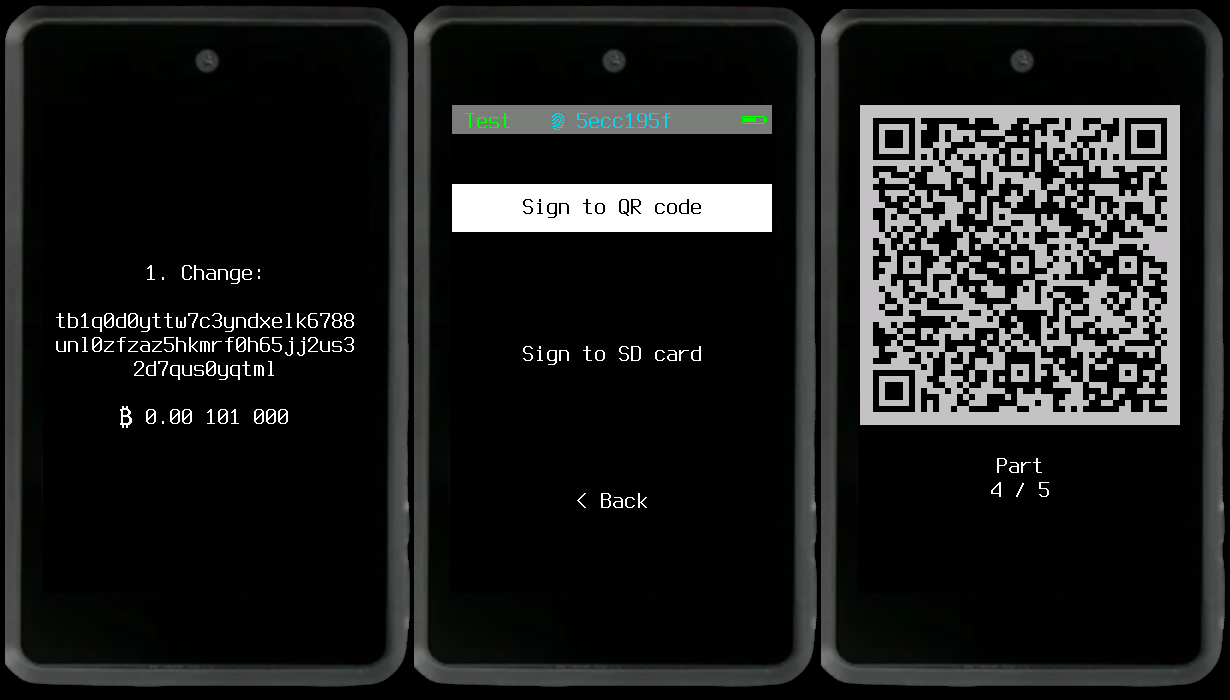 1. Change:
tb1q0d0yttw7c3yndxelk6788
unl0zfzaz5hkmrf0h65jj2us3
2d7qus0yqtml
₿ 0.00 101 000
Test 5ecc195f
Sign to QR code
Sign to SD card
< Back
Part
4 / 5